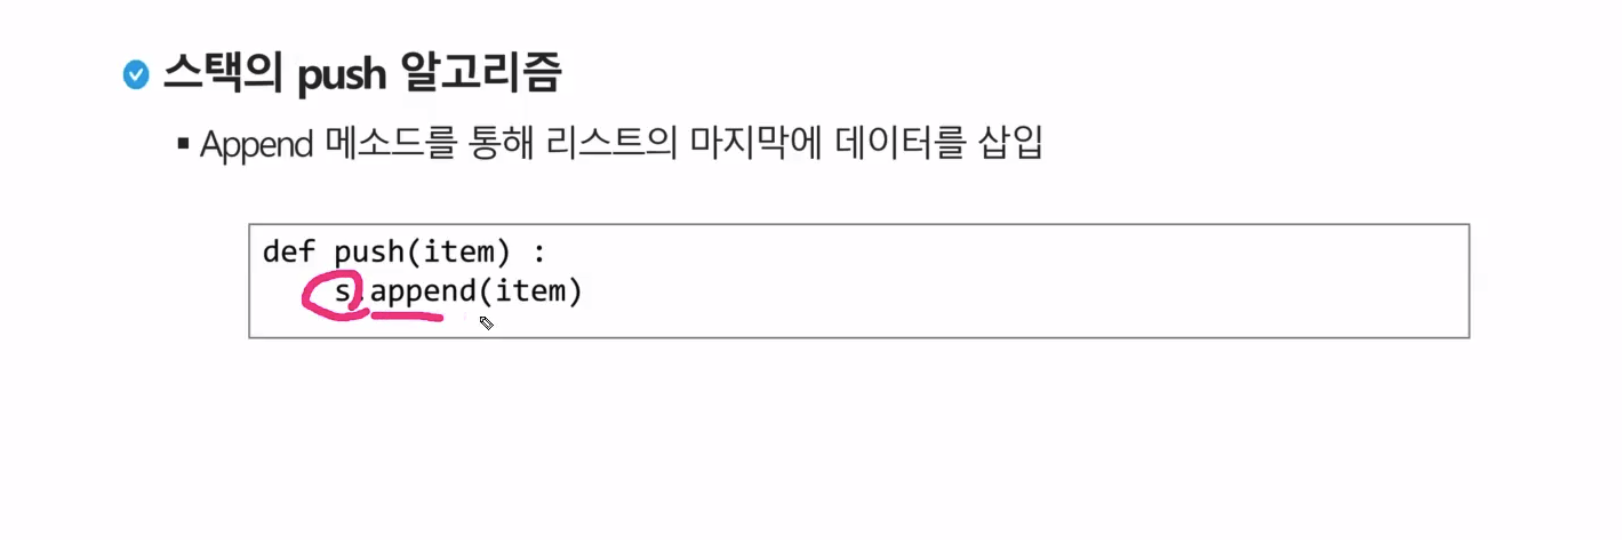 스택의 push 알고리즘
▪ Append 메소드를 통해 리스트의 마지막에 데이터를 삽입
def push(item) :
s.append(item)